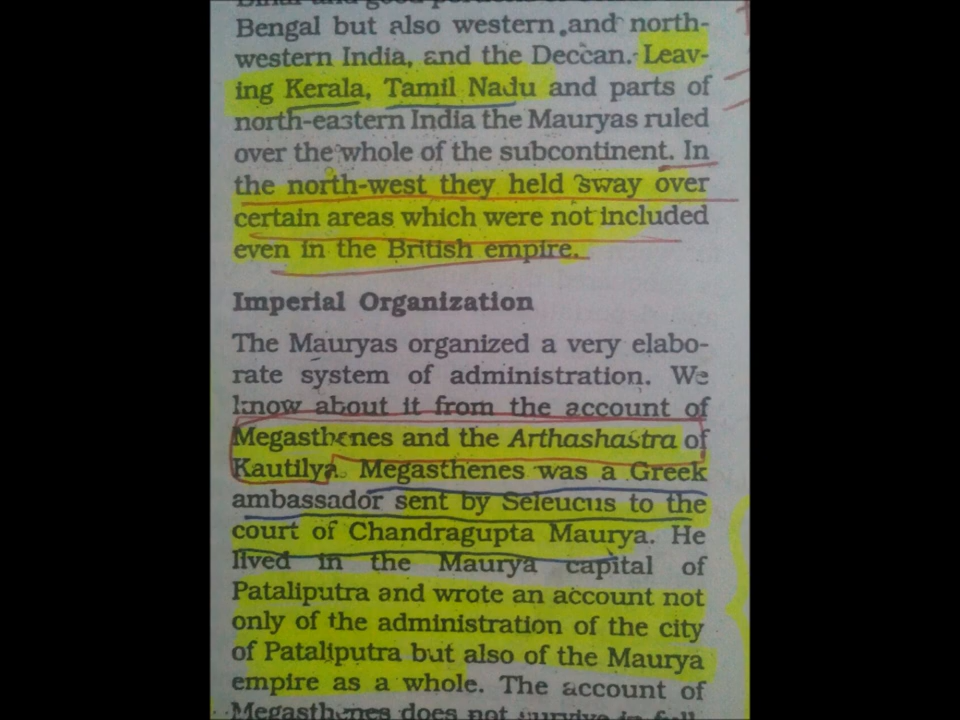 Bengal but also western and north-
western India, and the Deccan. Leav-
ing Kerala, Tamil Nadu and parts of
north-eastern India the Mauryas ruled
over the whole of the subcontinent. In
the north-west they held sway over
certain areas which were not included
even in the British empire.
Imperial Organization
The Mauryas organized a very elabo-
rate system of administration. We
know about it from the account of
Megasthenes and the Arthashastra of
Kautilya. Megasthenes was a Greek
ambassador sent by Seleucus to the
court of Chandragupta Maurya. He
lived in the Maurya capital of
Pataliputra and wrote an account not
only of the administration of the city
of Pataliputra but also of the Maurya
empire as a whole. The account of
Megasthenes does not survive in full